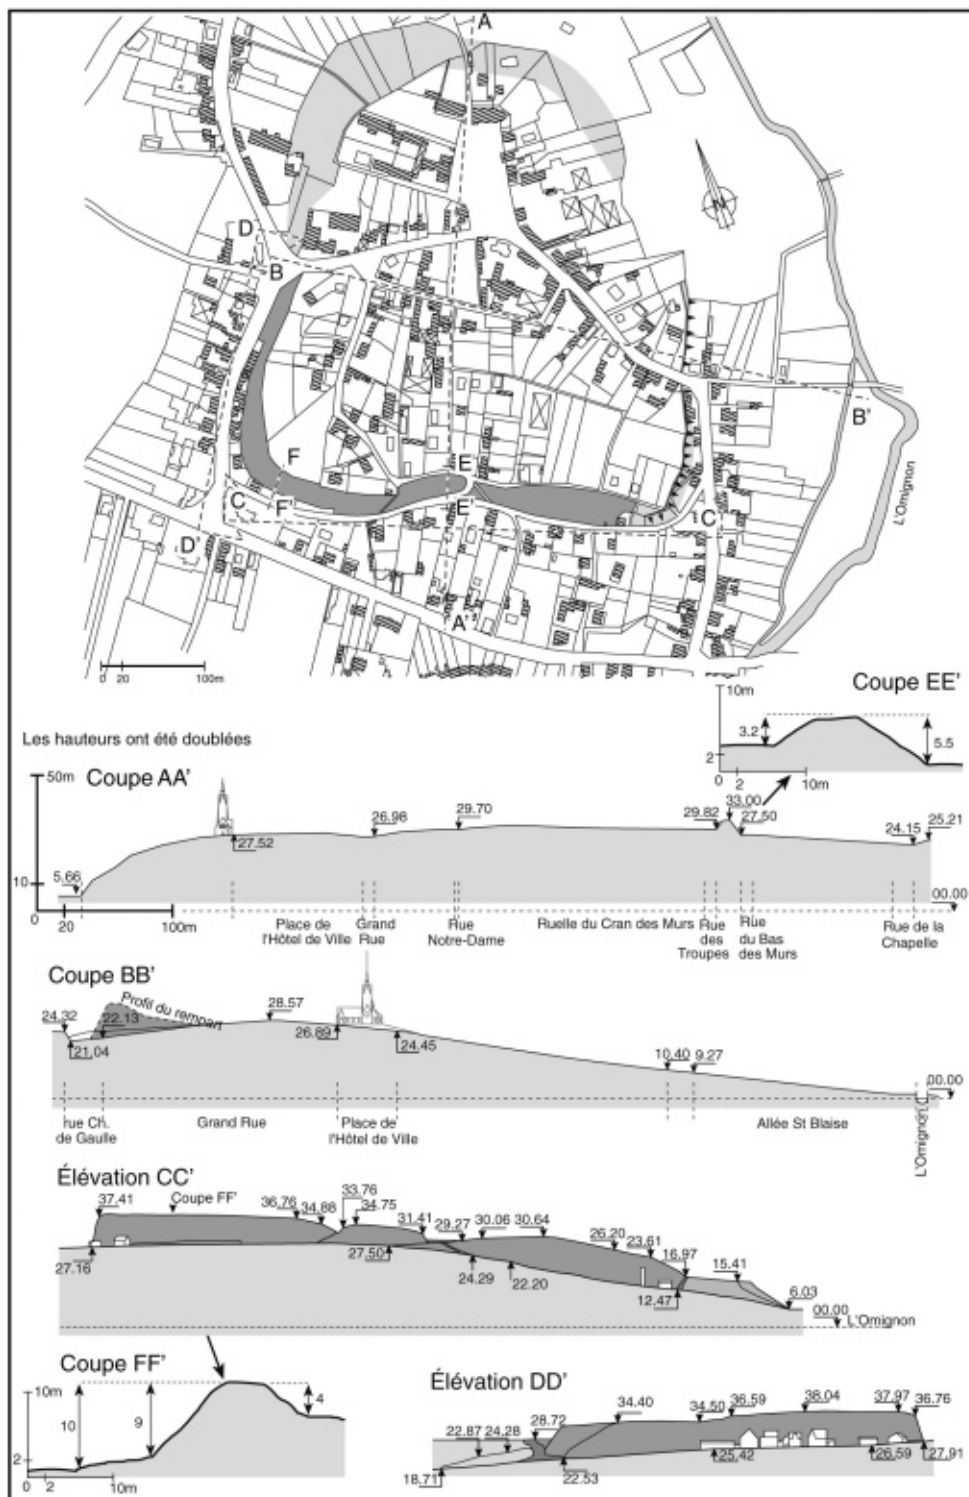 A
N
D
B
B'
L'Omignon
F
E
C
F'
E'
C'
D'
A'
0 20 100m
Coupe EE'
10m
3.2
5.5
2
0 2 10m
Les hauteurs ont été doublées
Coupe AA'
50m
10
0 20 100m
5.66
27.52
26.98
29.70
29.82
33.00
27.50
24.15
25.21
00.00
Place de
l'Hôtel de Ville
Grand
Rue
Rue
Notre-Dame
Ruelle du Cran des Murs
Rue
des
Troupes
Rue
du Bas
des Murs
Rue de la
Chapelle
Coupe BB'
Profil du rempart
24.32
22.13
21.04
28.57
26.89
24.45
10.40
9.27
00.00
rue Ch.
de Gaulle
Grand Rue
Place de
l'Hôtel de Ville
Allée St Blaise
L'Omignon
Élévation CC'
37.41
Coupe FF'
36.76
34.88
33.76
34.75
31.41
29.27
30.06
30.64
26.20
23.61
16.97
15.41
6.03
27.16
27.50
24.29
22.20
12.47
00.00
L'Omignon
Coupe FF'
10m
10
9
4
2
0 2 10m
Élévation DD'
22.87
24.28
28.72
34.40
34.50
36.59
38.04
37.97
36.76
18.71
22.53
25.42
26.59
27.91